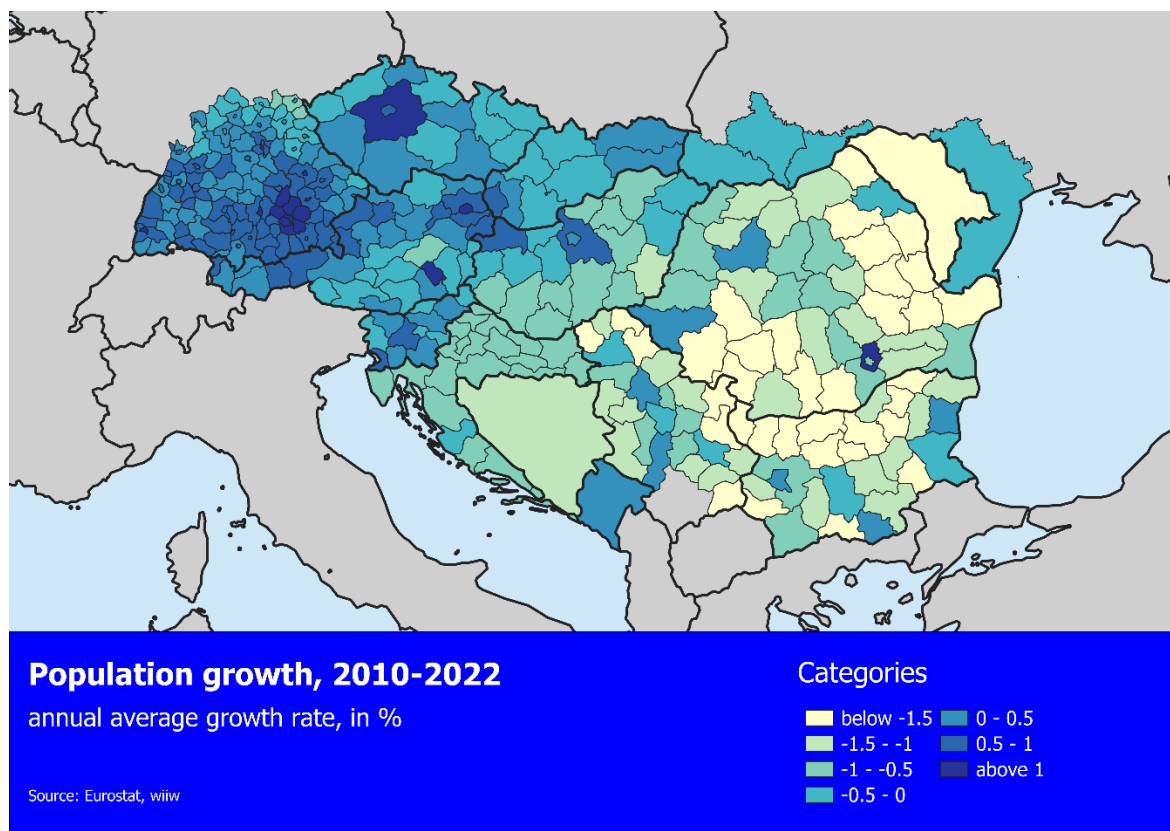 Population growth, 2010-2022
annual average growth rate, in %
Source: Eurostat, wiiw
Categories
below -1.5
-1.5 - -1
-1 - -0.5
-0.5 - 0
0 - 0.5
0.5 - 1
above 1